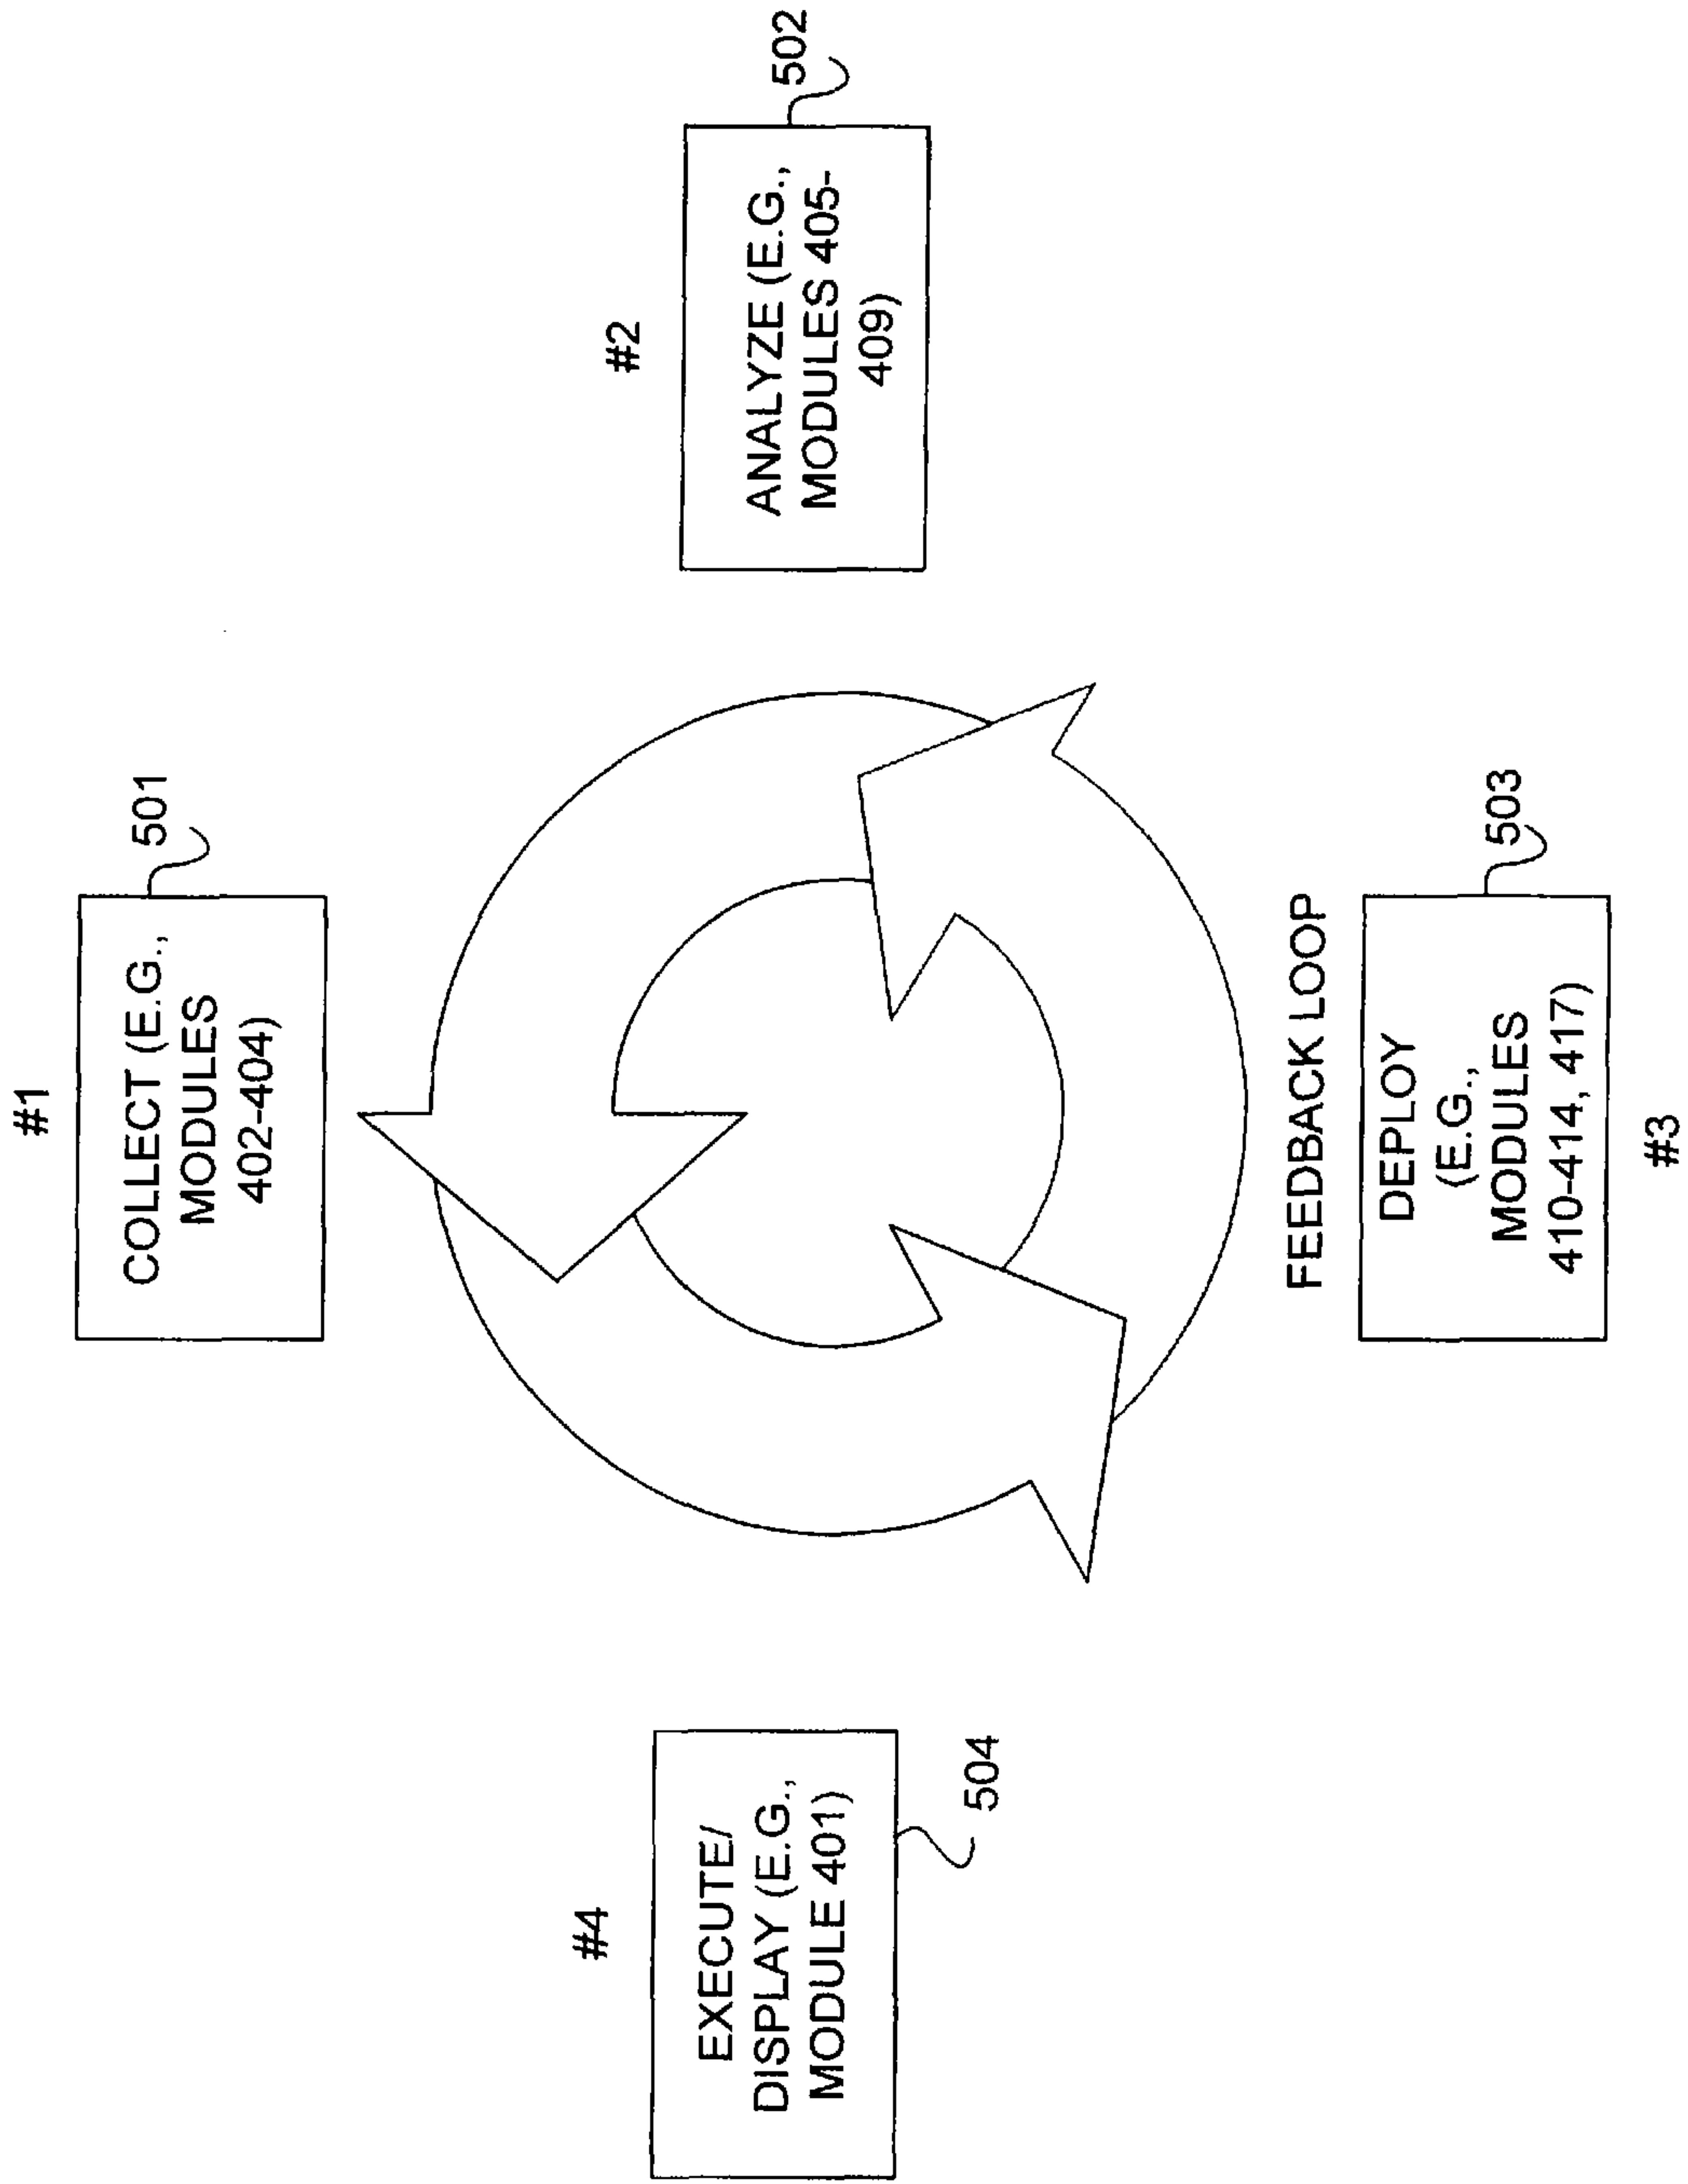 #1
COLLECT (E.G.,
MODULES
402-404)
501
#2
ANALYZE (E.G.,
MODULES 405-
409)
502
FEEDBACK LOOP
DEPLOY
(E.G.,
MODULES
410-414, 417)
503
#3
#4
EXECUTE/
DISPLAY (E.G.,
MODULE 401)
504